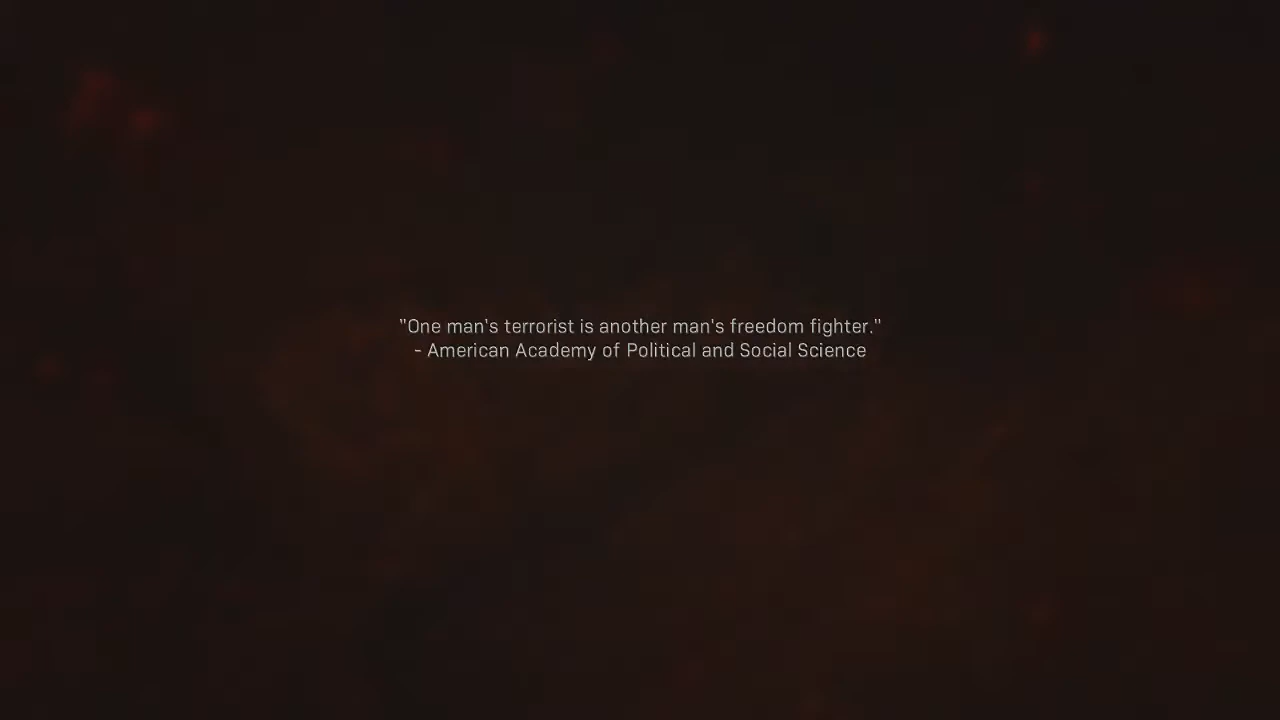 "One man's terrorist is another man's freedom fighter."
- American Academy of Political and Social Science